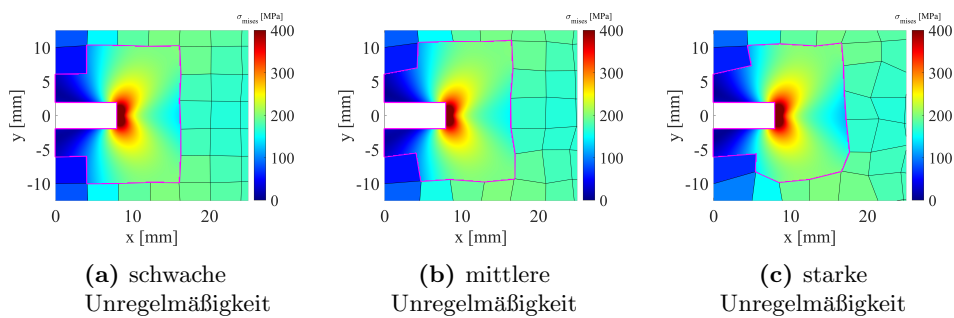 σmises [MPa]
400
300
200
100
0
10
5
0
-5
-10
y [mm]
0 10 20
x [mm]
(a) schwache
Unregelmäßigkeit
σmises [MPa]
400
300
200
100
0
10
5
0
-5
-10
y [mm]
0 10 20
x [mm]
(b) mittlere
Unregelmäßigkeit
σmises [MPa]
400
300
200
100
0
10
5
0
-5
-10
y [mm]
0 10 20
x [mm]
(c) starke
Unregelmäßigkeit